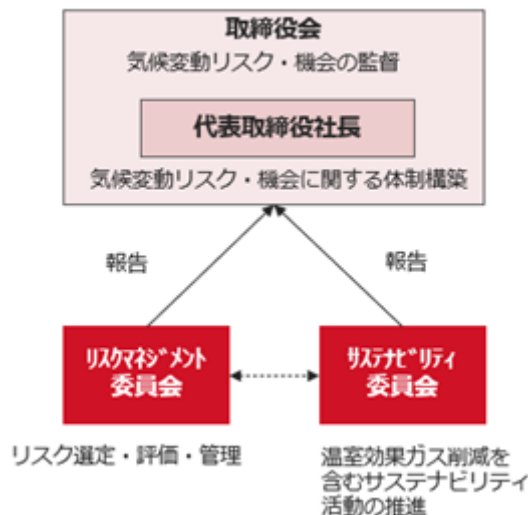 取締役会
気候変動リスク・機会の監督
代表取締役社長
気候変動リスク・機会に関する体制構築
報告
報告
ﾘｽｸﾏﾈｼﾞﾒﾝﾄ
委員会
ｻｽﾃﾅﾋﾞﾘﾃｨ
委員会
リスク選定・評価・管理
温室効果ガス削減を
含むサステナビリティ
活動の推進